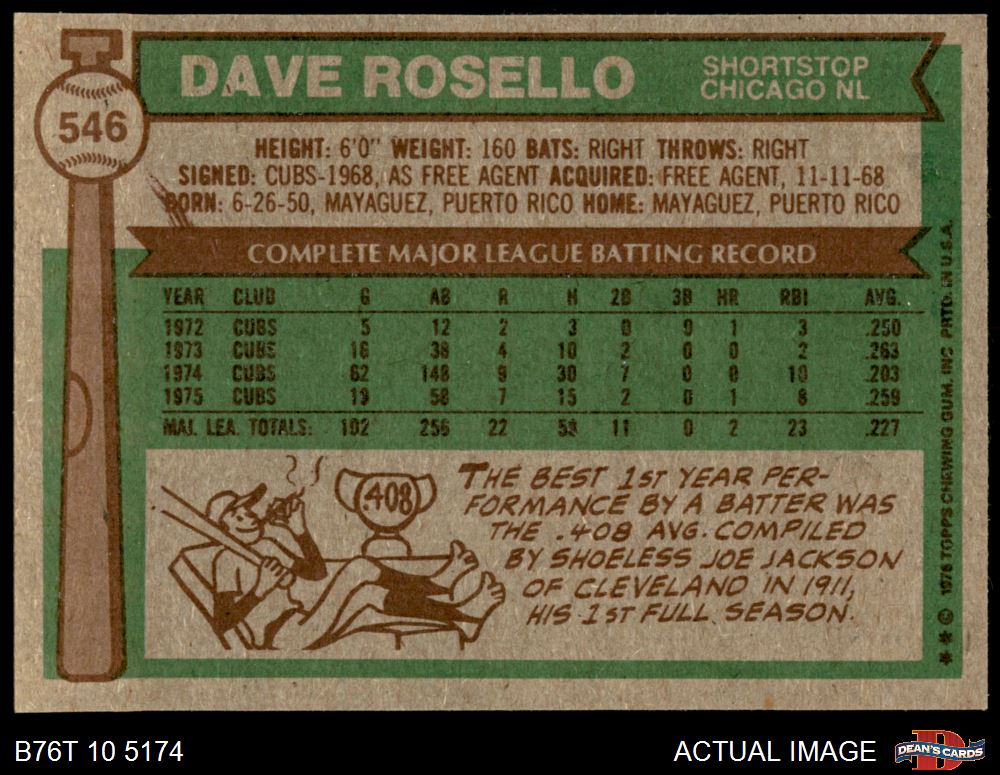 DAVE ROSELLO
SHORTSTOP
CHICAGO NL
546
HEIGHT: 6'0" WEIGHT: 160 BATS: RIGHT THROWS: RIGHT
SIGNED: CUBS-1968, AS FREE AGENT ACQUIRED: FREE AGENT, 11-11-68
BORN: 6-26-50, MAYAGUEZ, PUERTO RICO HOME: MAYAGUEZ, PUERTO RICO
COMPLETE MAJOR LEAGUE BATTING RECORD
YEAR CLUB G AB R H 2B 3B HR RBI AVG.
1972 CUBS 5 12 2 3 0 0 1 3 .250
1973 CUBS 16 38 4 10 2 0 0 2 .263
1974 CUBS 62 148 9 30 7 0 0 10 .203
1975 CUBS 19 58 7 15 2 0 1 8 .259
MAJ. LEA. TOTALS: 102 256 22 58 11 0 2 23 .227
.408
THE BEST 1ST YEAR PER-
FORMANCE BY A BATTER WAS
THE .408 AVG. COMPILED
BY SHOELESS JOE JACKSON
OF CLEVELAND IN 1911,
HIS 1ST FULL SEASON.
** © 1976 TOPPS CHEWING GUM, INC. PRTD. IN U.S.A.
B76T 10 5174
ACTUAL IMAGE
D
DEAN'S CARDS